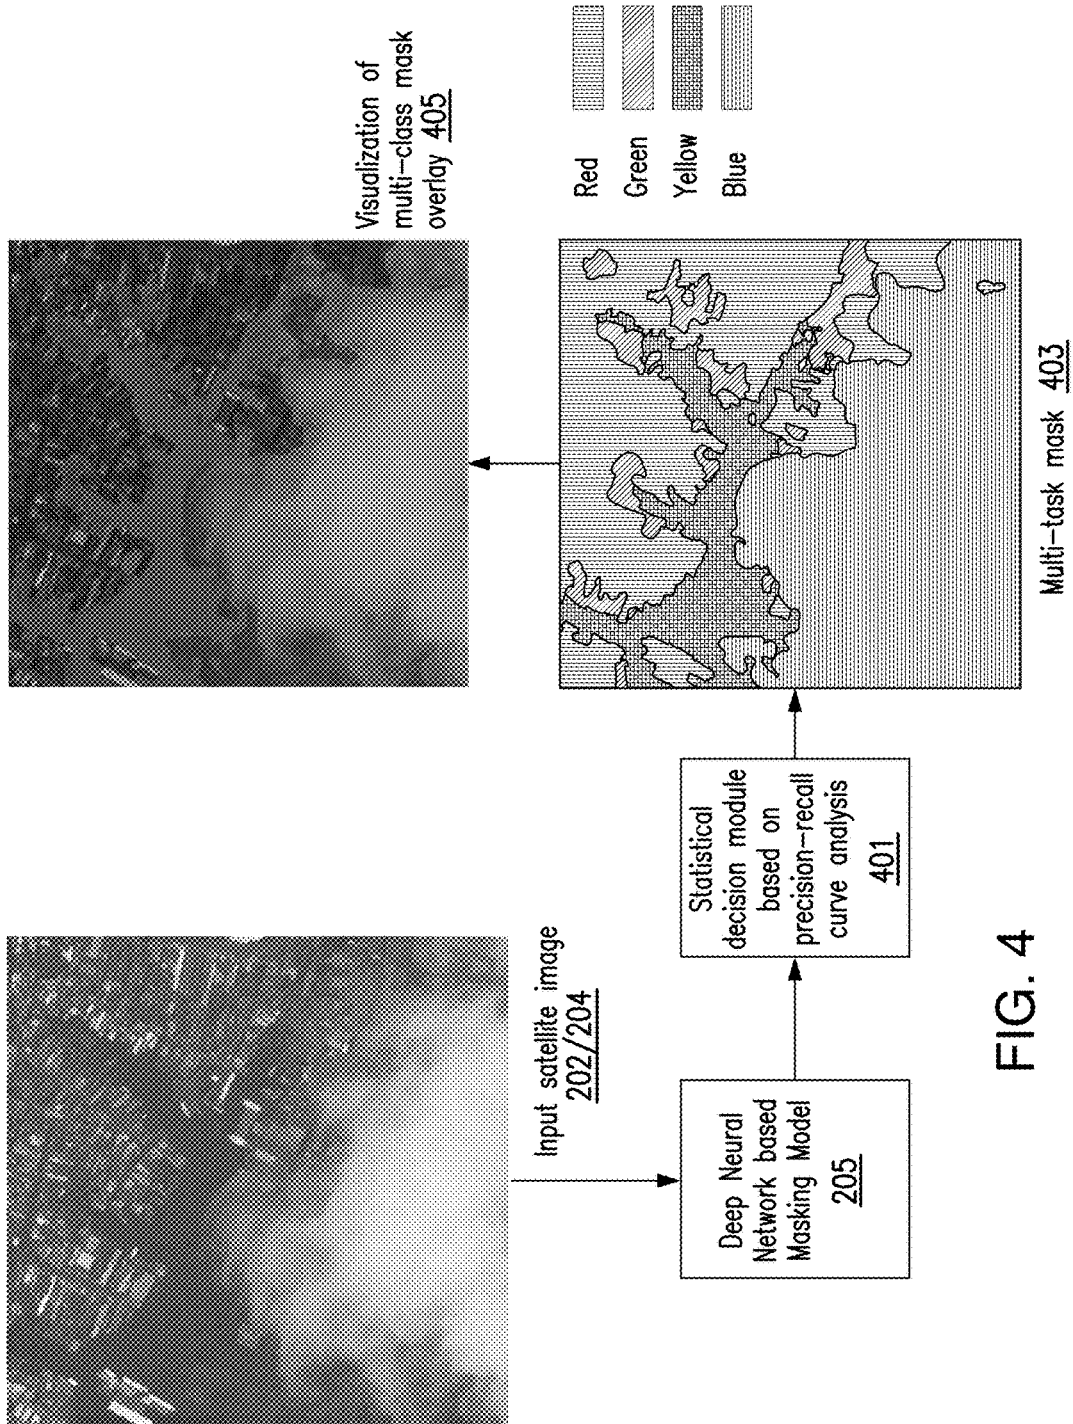 Input satellite image
202/204
Deep Neural
Network based
Masking Model
205
Statistical
decision module
based on
precision-recall
curve analysis
401
Multi-task mask 403
Visualization of
multi-class mask
overlay 405
Red
Green
Yellow
Blue
FIG. 4